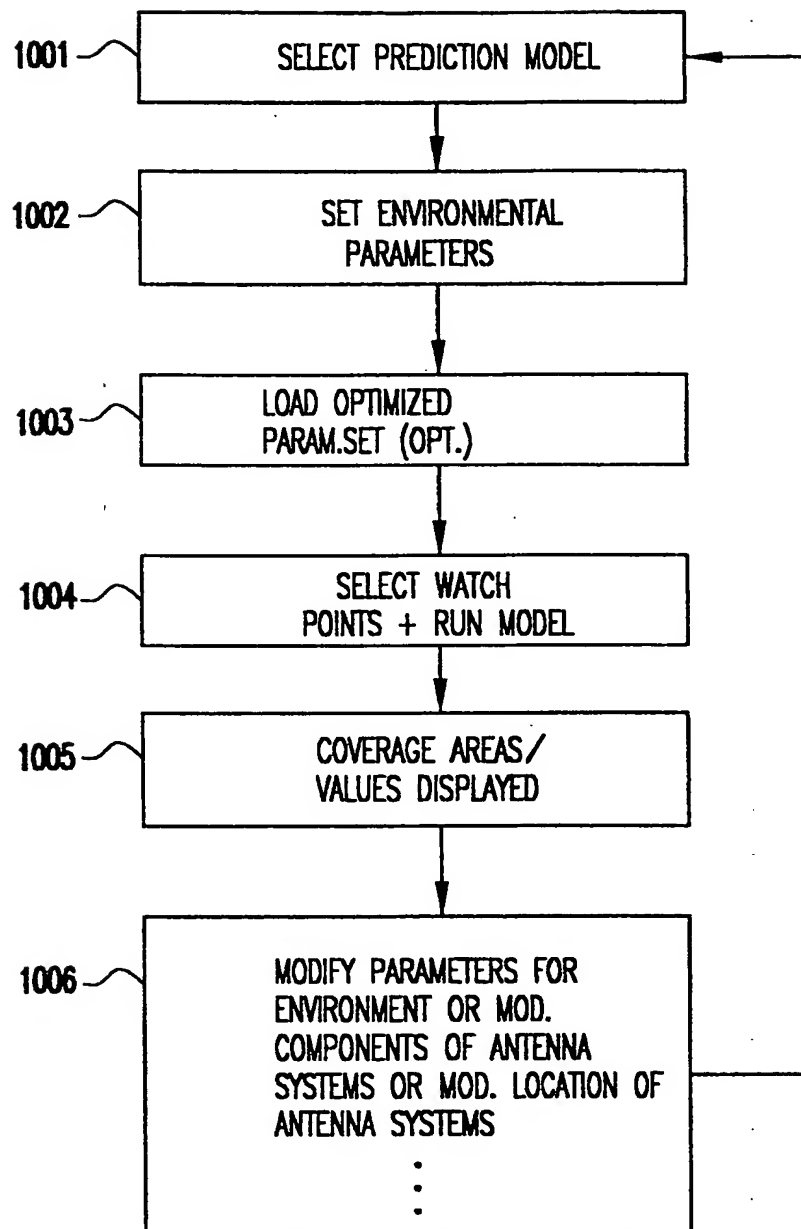 1001
SELECT PREDICTION MODEL
1002
SET ENVIRONMENTAL
PARAMETERS
1003
LOAD OPTIMIZED
PARAM.SET (OPT.)
1004
SELECT WATCH
POINTS + RUN MODEL
1005
COVERAGE AREAS/
VALUES DISPLAYED
1006
MODIFY PARAMETERS FOR
ENVIRONMENT OR MOD.
COMPONENTS OF ANTENNA
SYSTEMS OR MOD. LOCATION OF
ANTENNA SYSTEMS